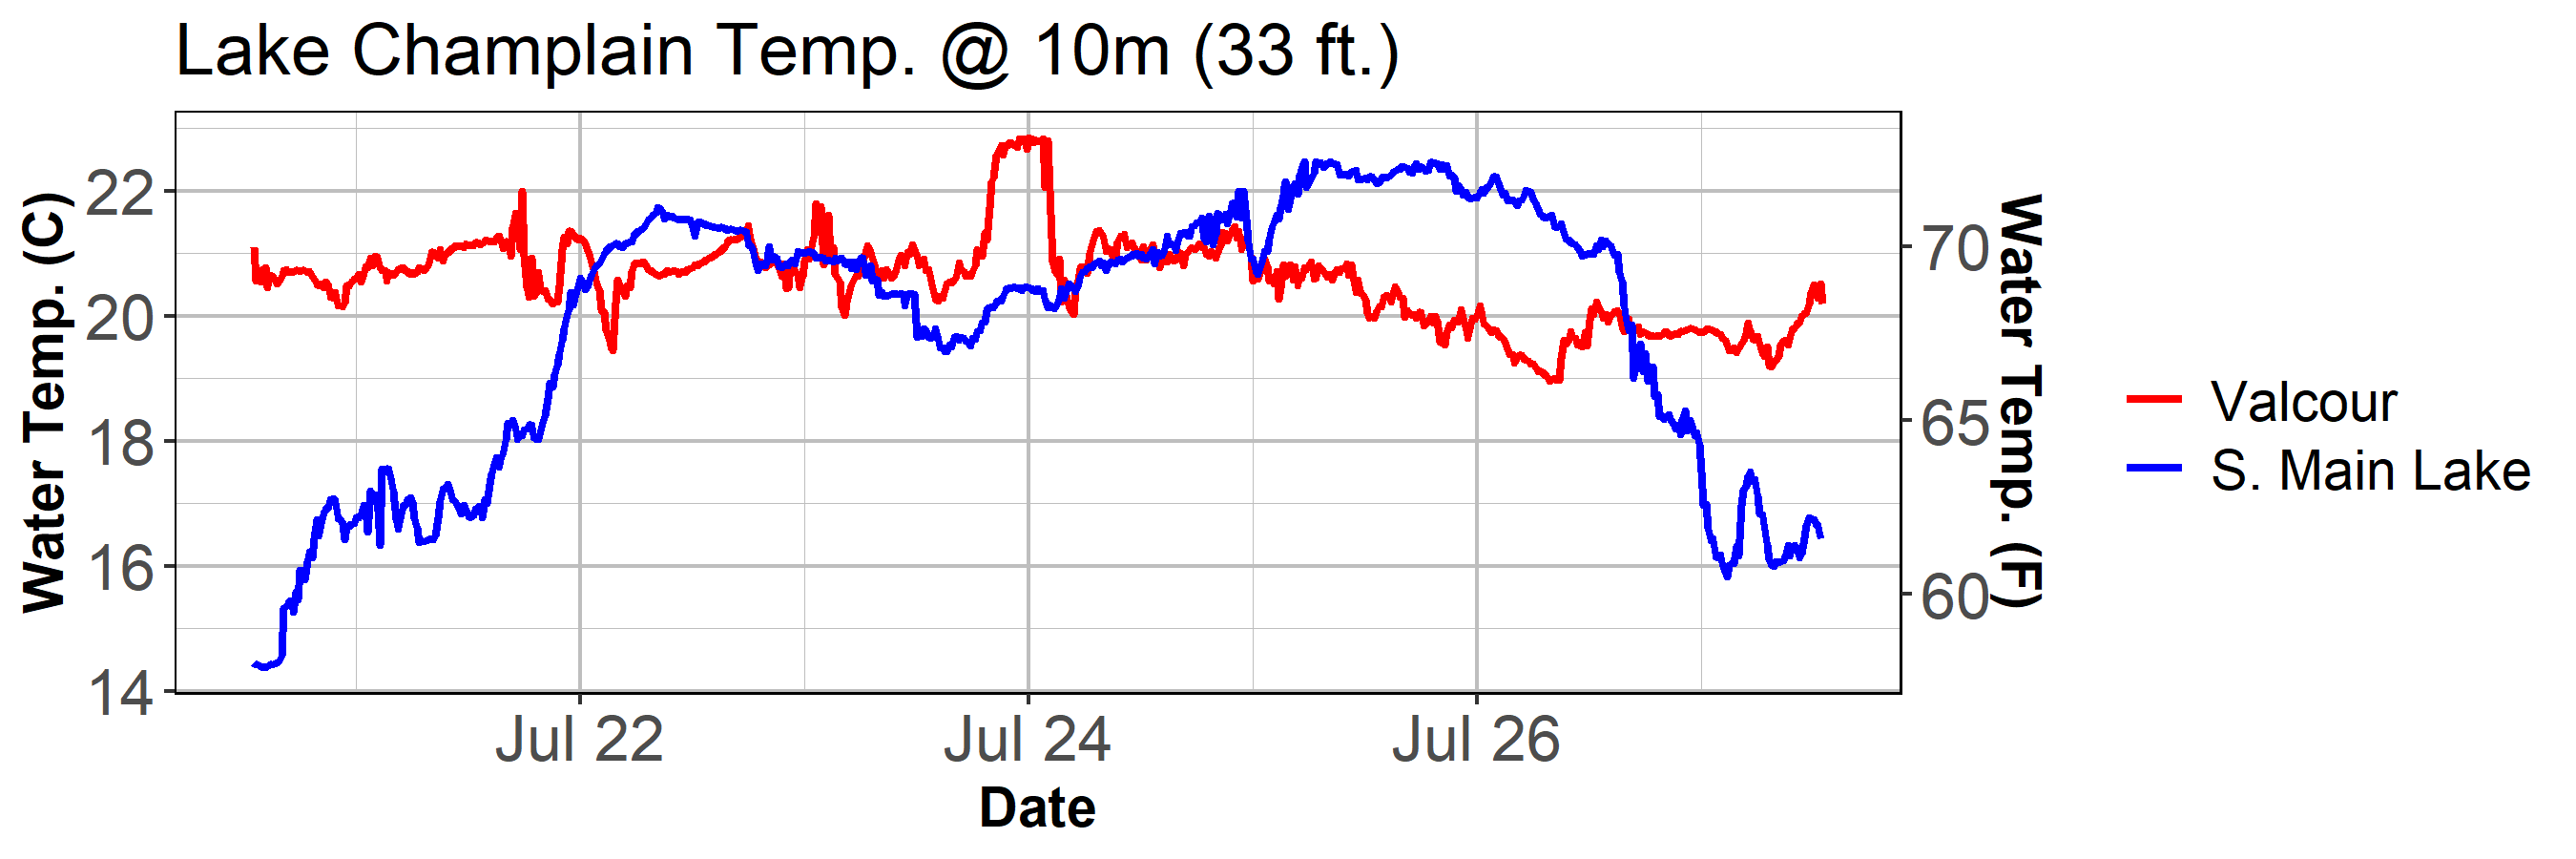 Lake Champlain Temp. @ 10m (33 ft.)
Water Temp. (C)
22
20
18
16
14
70
65
60
Water Temp. (F)
Jul 22
Jul 24
Jul 26
Date
Valcour
S. Main Lake